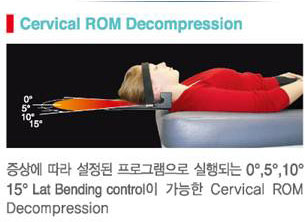 Cervical ROM Decompression
0°
5°
10°
15°
증상에 따라 설정된 프로그램으로 실행되는 0°,5°,10°
15° Lat Bending control이 가능한 Cervical ROM
Decompression